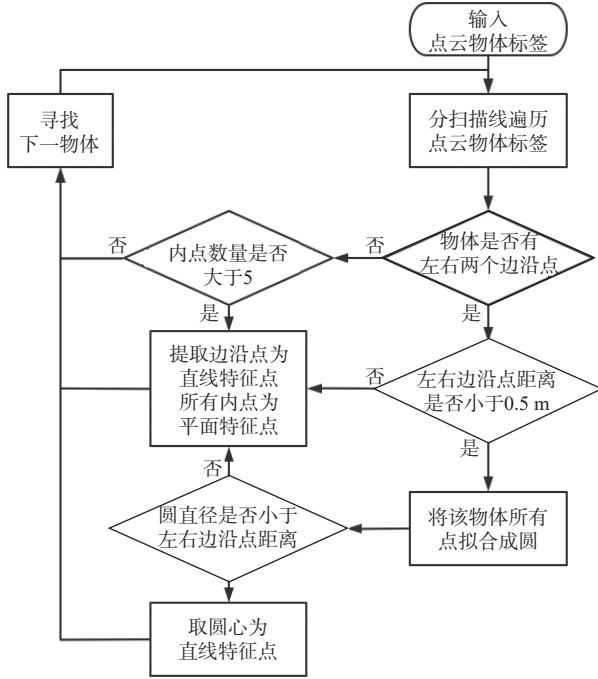 输入
点云物体标签
寻找
下一物体
分扫描线遍历
点云物体标签
否
内点数量是否
大于5
否
物体是否有
左右两个边沿点
是
是
提取边沿点为
直线特征点
所有内点为
平面特征点
否
左右边沿点距离
是否小于0.5 m
否
是
圆直径是否小于
左右边沿点距离
将该物体所有
点拟合成圆
取圆心为
直线特征点